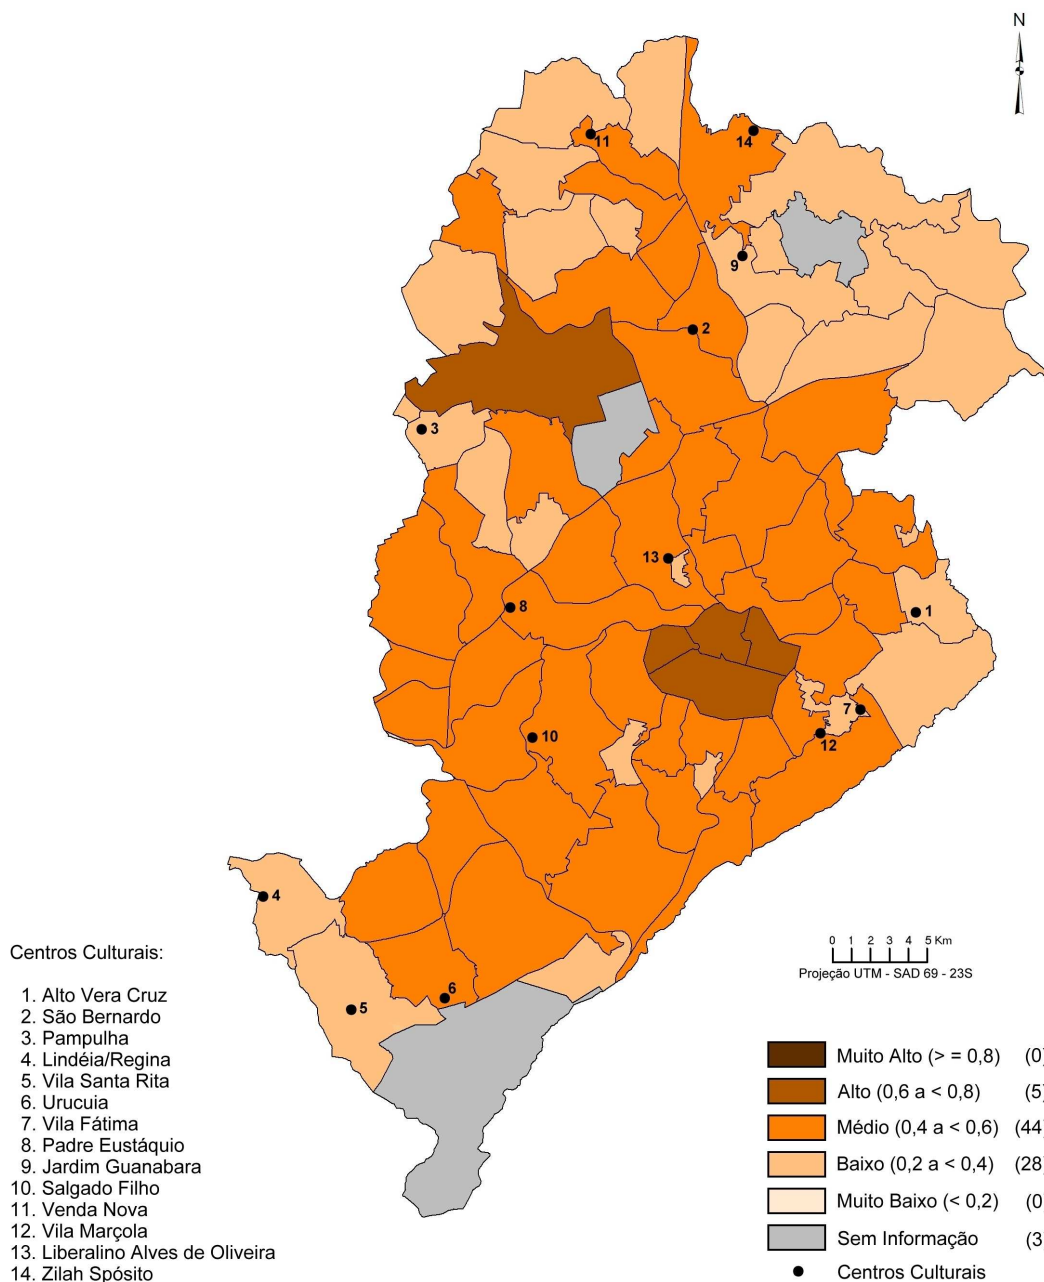 N
11
14
9
2
3
13
8
1
7
12
10
4
5
6
0 1 2 3 4 5 Km
Projeção UTM - SAD 69 - 23S
Centros Culturais:
1. Alto Vera Cruz
2. São Bernardo
3. Pampulha
4. Lindéia/Regina
5. Vila Santa Rita
6. Urucuia
7. Vila Fátima
8. Padre Eustáquio
9. Jardim Guanabara
10. Salgado Filho
11. Venda Nova
12. Vila Marçola
13. Liberalino Alves de Oliveira
14. Zilah Spósito
Muito Alto (> = 0,8) (0)
Alto (0,6 a < 0,8) (5)
Médio (0,4 a < 0,6) (44)
Baixo (0,2 a < 0,4) (28)
Muito Baixo (< 0,2) (0
Sem Informação (3
Centros Culturais